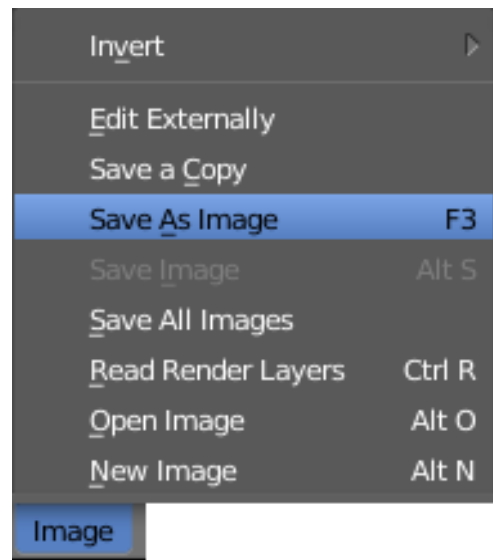 Invert
Edit Externally
Save a Copy
Save As Image F3
Save Image Alt S
Save All Images
Read Render Layers Ctrl R
Open Image Alt O
New Image Alt N
Image